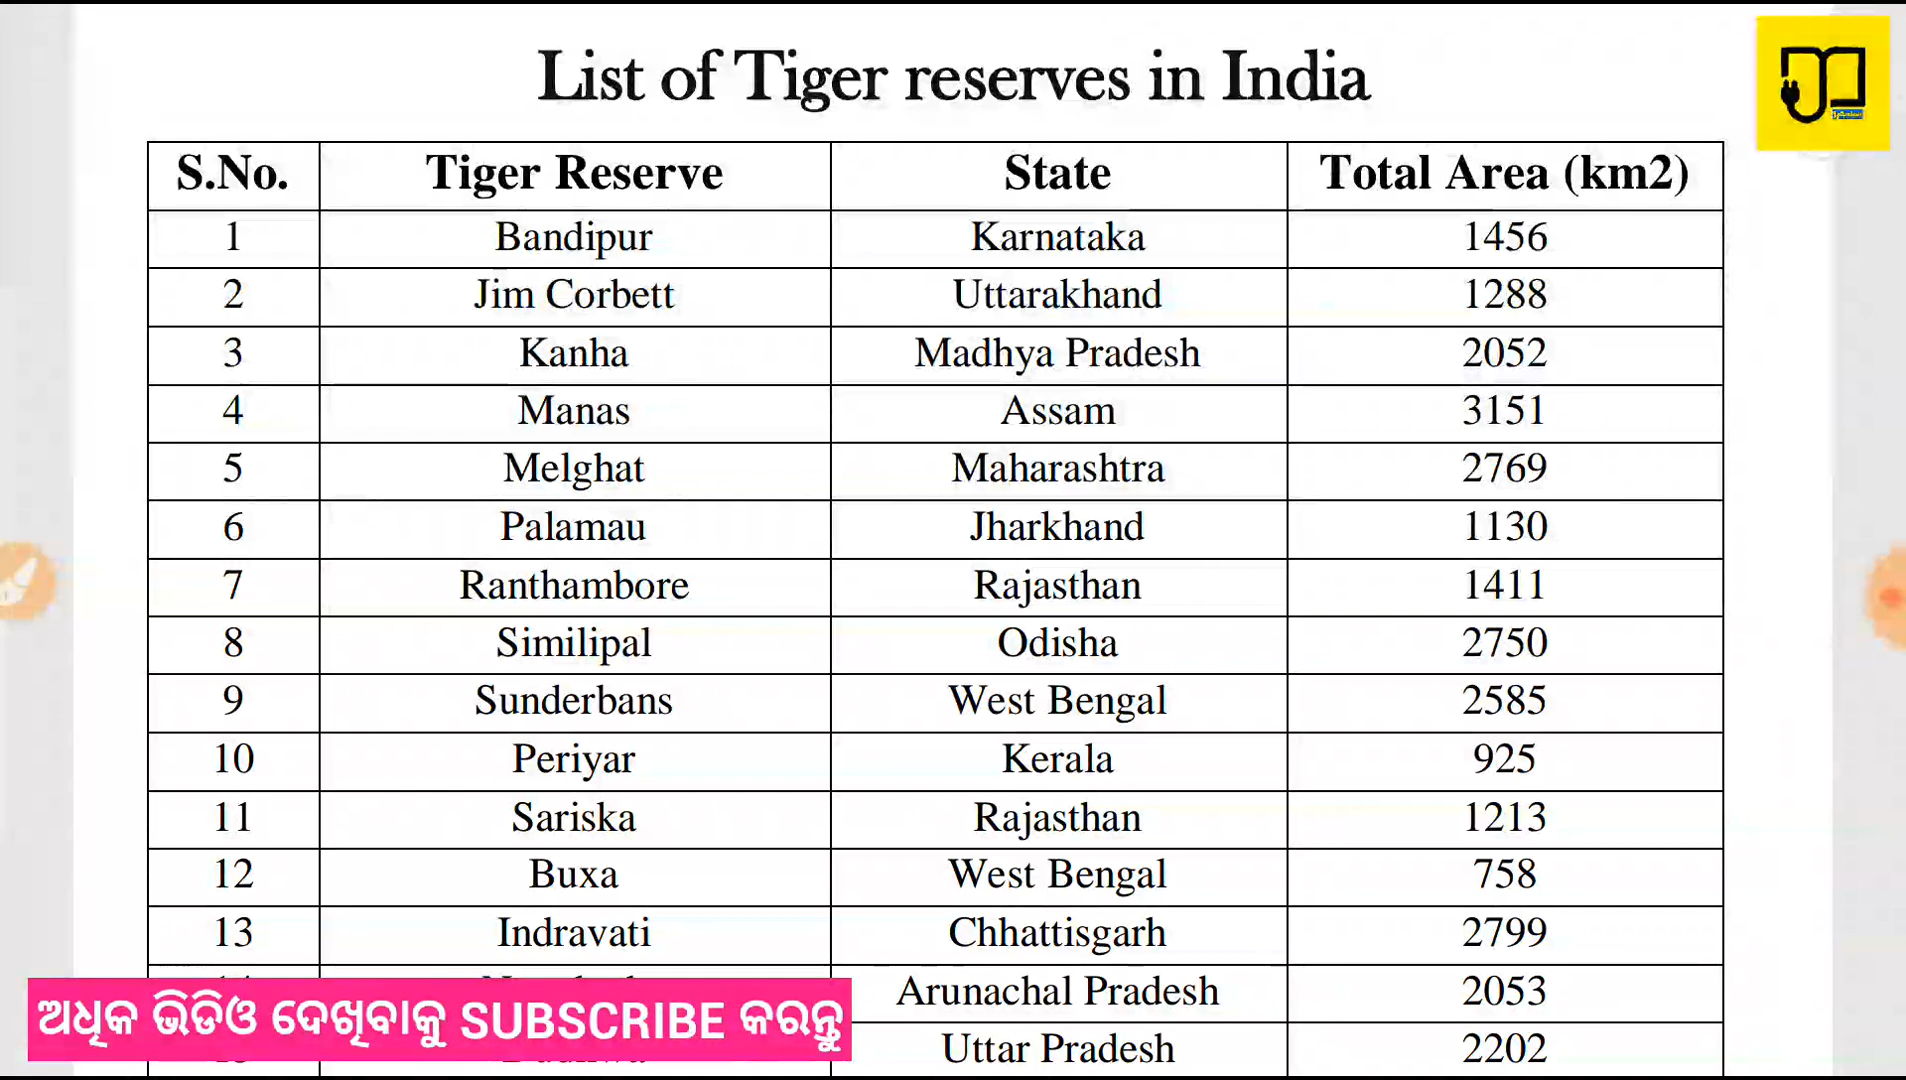 List of Tiger reserves in India
S.No. Tiger Reserve State Total Area (km2)
1 Bandipur Karnataka 1456
2 Jim Corbett Uttarakhand 1288
3 Kanha Madhya Pradesh 2052
4 Manas Assam 3151
5 Melghat Maharashtra 2769
6 Palamau Jharkhand 1130
7 Ranthambore Rajasthan 1411
8 Similipal Odisha 2750
9 Sunderbans West Bengal 2585
10 Periyar Kerala 925
11 Sariska Rajasthan 1213
12 Buxa West Bengal 758
13 Indravati Chhattisgarh 2799
Arunachal Pradesh 2053
Uttar Pradesh 2202
ଅଧିକ ଭିଡିଓ ଦେଖିବାକୁ SUBSCRIBE କରନ୍ତୁ